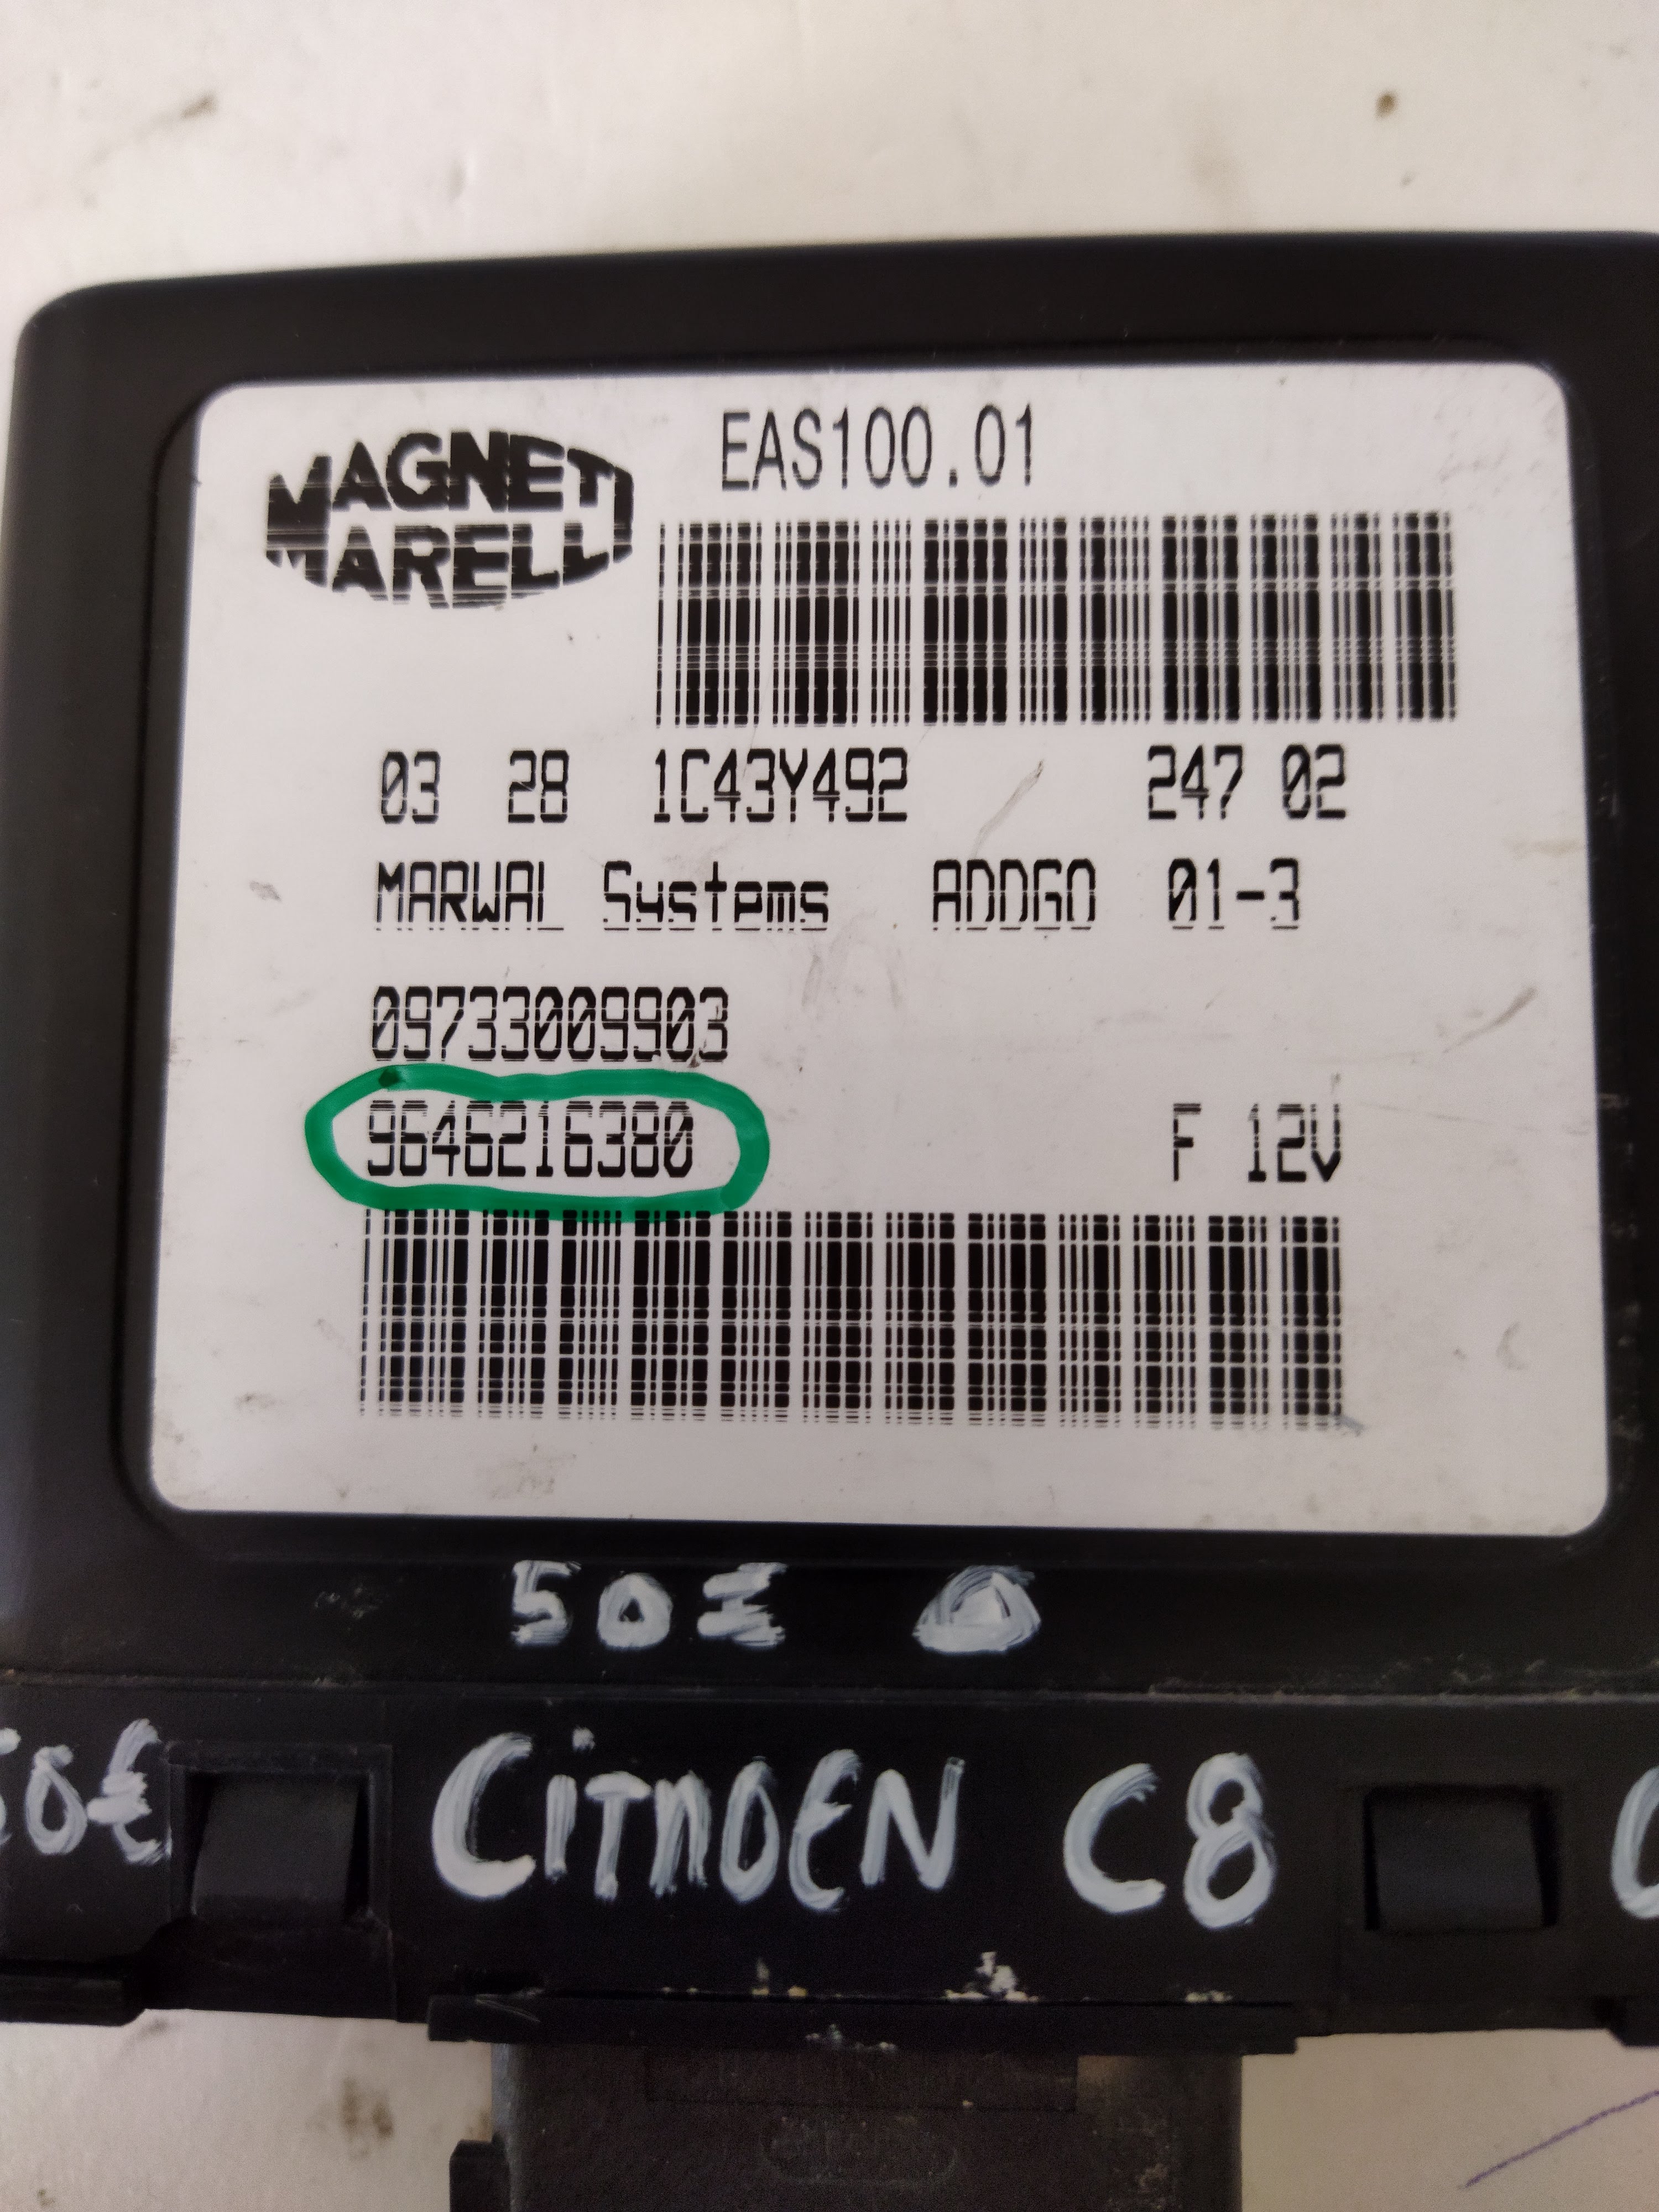 MAGNETI
MARELLI
EAS100.01
03 28 1C43Y492 247 02
MARWAL Systems ADDGO 01-3
09733009903
9646216380 F 12V
50€
50€ CiTROEN C8